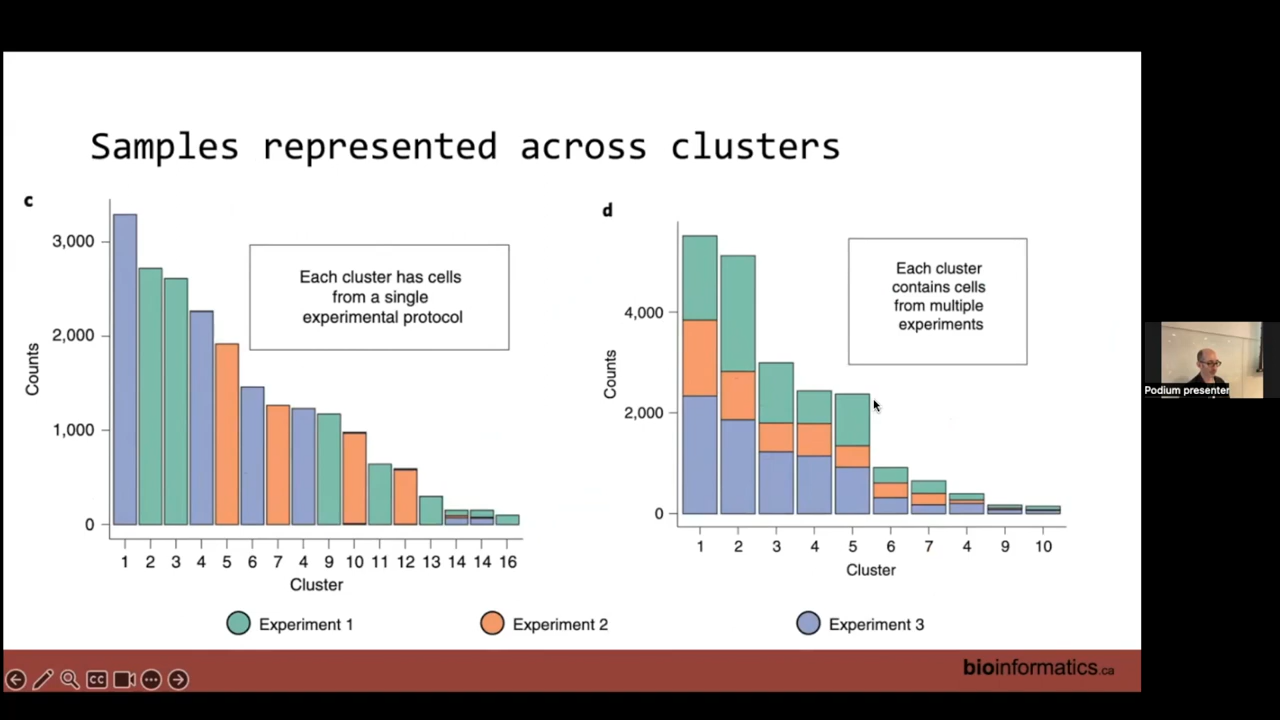 Samples represented across clusters
c
3,000
2,000
1,000
0
Counts
Each cluster has cells
from a single
experimental protocol
1 2 3 4 5 6 7 4 9 10 11 12 13 14 14 16
Cluster
d
4,000
2,000
0
Counts
Each cluster
contains cells
from multiple
experiments
1 2 3 4 5 6 7 4 9 10
Cluster
Experiment 1
Experiment 2
Experiment 3
CC
bioinformatics.ca
Podium presenter